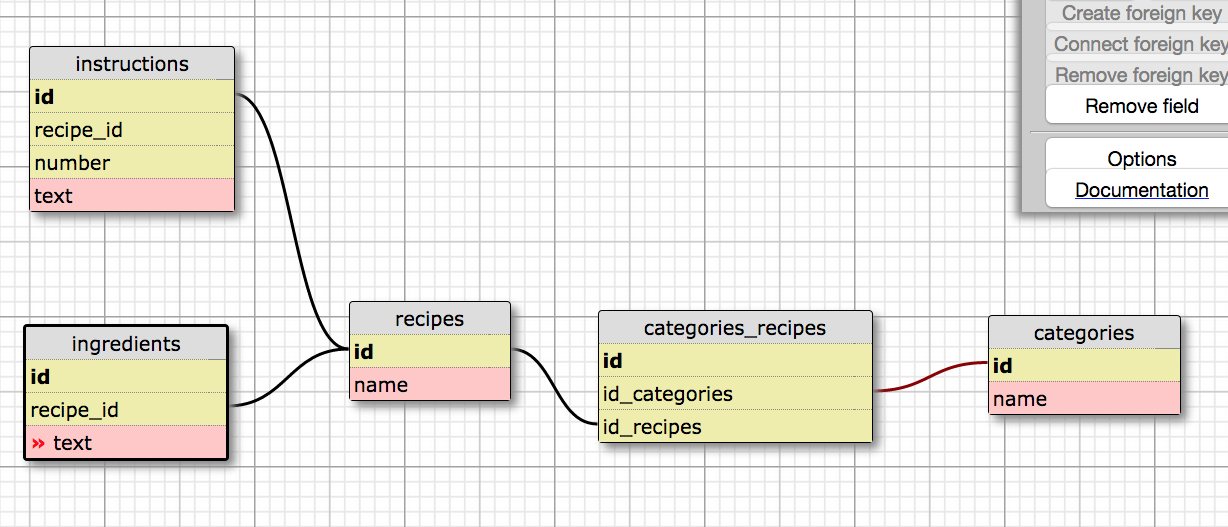 Create foreign key
Connect foreign key
Remove foreign key
Remove field
Options
Documentation
instructions
id
recipe_id
number
text
ingredients
id
recipe_id
» text
recipes
id
name
categories_recipes
id
id_categories
id_recipes
categories
id
name